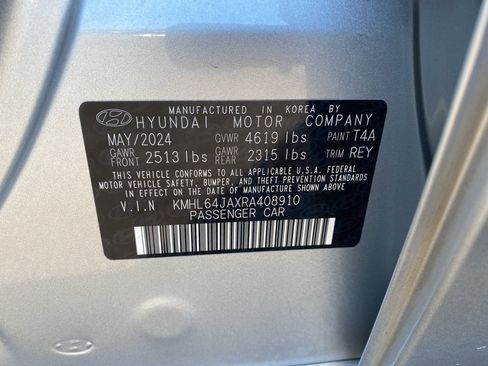 MANUFACTURED IN KOREA BY
HYUNDAI MOTOR COMPANY
MAY/2024 GVWR 4619 lbs PAINT T4A
GAWR FRONT 2513 lbs GAWR REAR 2315 lbs TRIM REY
THIS VEHICLE CONFORMS TO ALL APPLICABLE U.S.A. FEDERAL
MOTOR VEHICLE SAFETY, BUMPER, AND THEFT PREVENTION STANDARDS
IN EFFECT ON THE DATE OF MANUFACTURE SHOWN ABOVE.
V.I.N KMHL64JAXRA408910
PASSENGER CAR